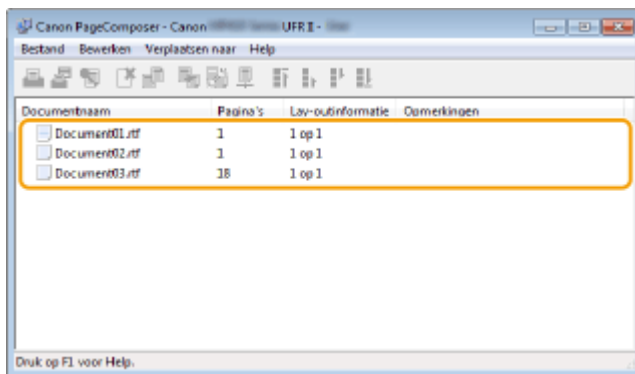 Canon PageComposer - Canon UFR II -
Bestand Bewerken Verplaatsen naar Help
Documentnaam Pagina's Lay-outinformatie Opmerkingen
Document01.rtf 1 1 op 1
Document02.rtf 1 1 op 1
Document03.rtf 18 1 op 1
Druk op F1 voor Help.